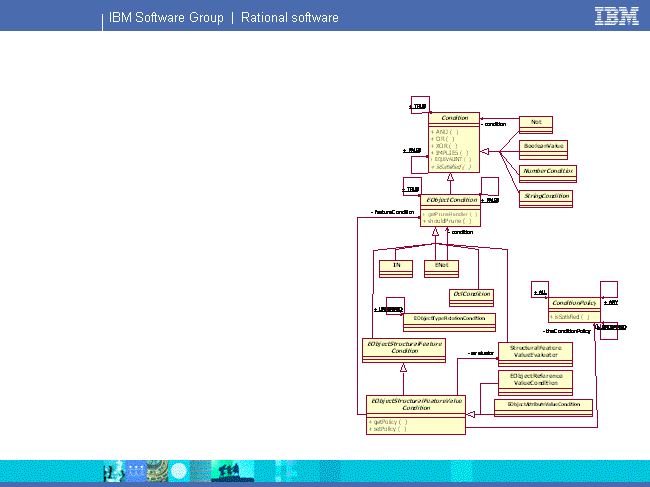 IBM Software Group | Rational software
IBM
+ TRUE
Condition
- condition
Not
+ AND ( )
+ OR ( )
+ XOR ( )
+ IMPLIES ( )
+ EQUIVALENT ( )
+ isSatisfied ( )
+ FALSE
BooleanValue
NumberCondition
StringCondition
+ TRUE
EObjectCondition
+ FALSE
- featureCondition
+ getPruneHandler ( )
+ shouldPrune ( )
- condition
IN
ENot
OclCondition
+ ALL
ConditionPolicy
+ ANY
+ isSatisfied ( )
EObjectTypeRelationCondition
- theConditionPolicy
EObjectStructuralFeature
Condition
- evaluator
StructuralFeature
ValueEvaluator
EObjectReference
ValueCondition
EObjectStructuralFeatureValue
Condition
EObjectAttributeValueCondition
+ getPolicy ( )
+ setPolicy ( )